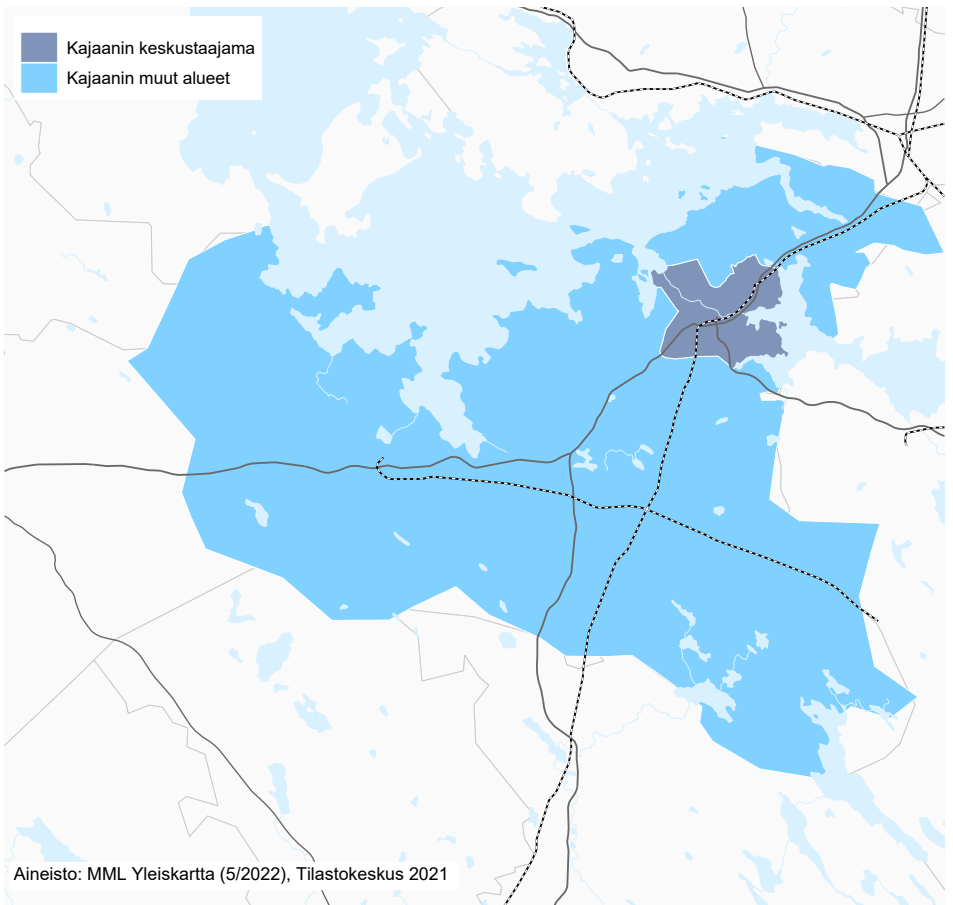 Kajaanin keskustaajama
Kajaanin muut alueet
Aineisto: MML Yleiskartta (5/2022), Tilastokeskus 2021